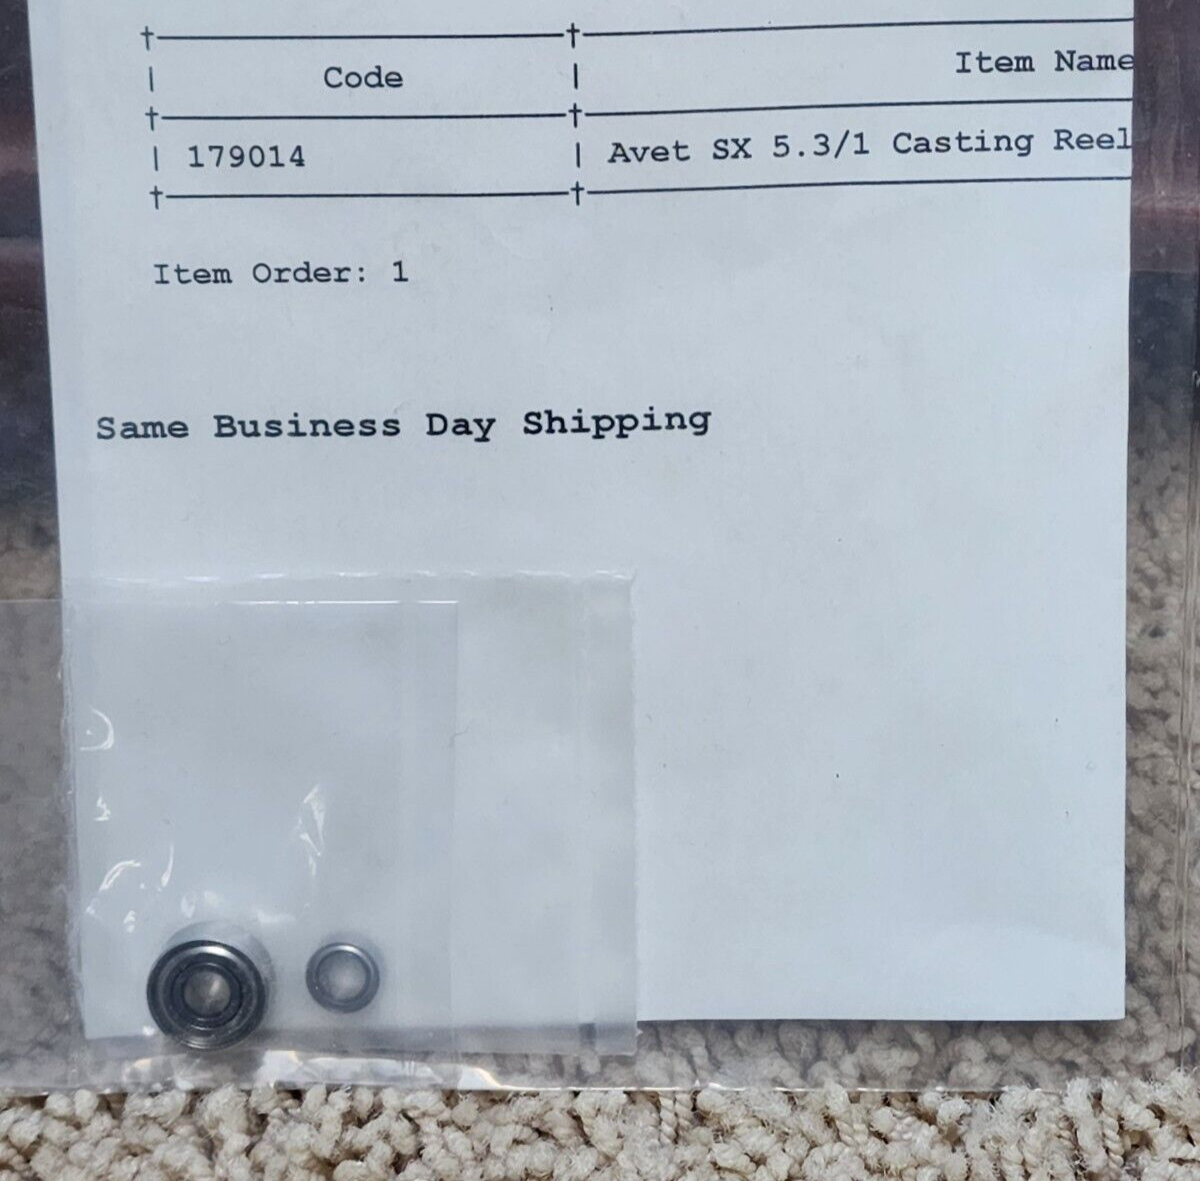 Code | Item Name
179014 | Avet SX 5.3/1 Casting Reel
Item Order: 1
Same Business Day Shipping